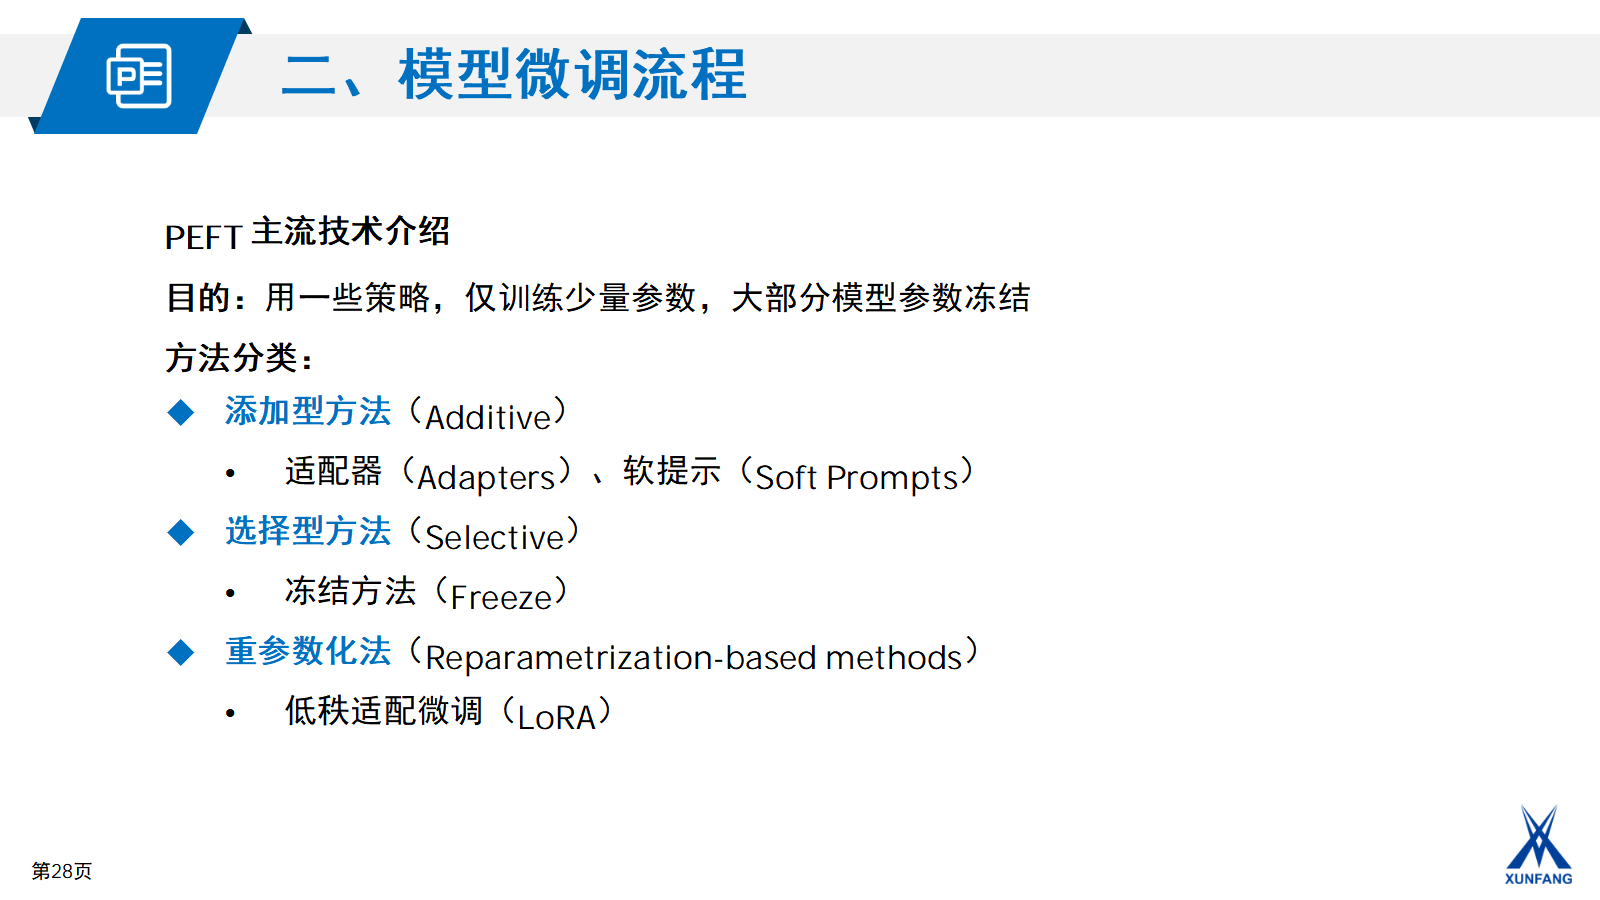 二、模型微调流程
PEFT 主流技术介绍
目的：用一些策略，仅训练少量参数，大部分模型参数冻结
方法分类：
添加型方法（Additive）
适配器（Adapters）、软提示（Soft Prompts）
选择型方法（Selective）
冻结方法（Freeze）
重参数化法（Reparametrization-based methods）
低秩适配微调（LoRA）
第28页
XUNFANG